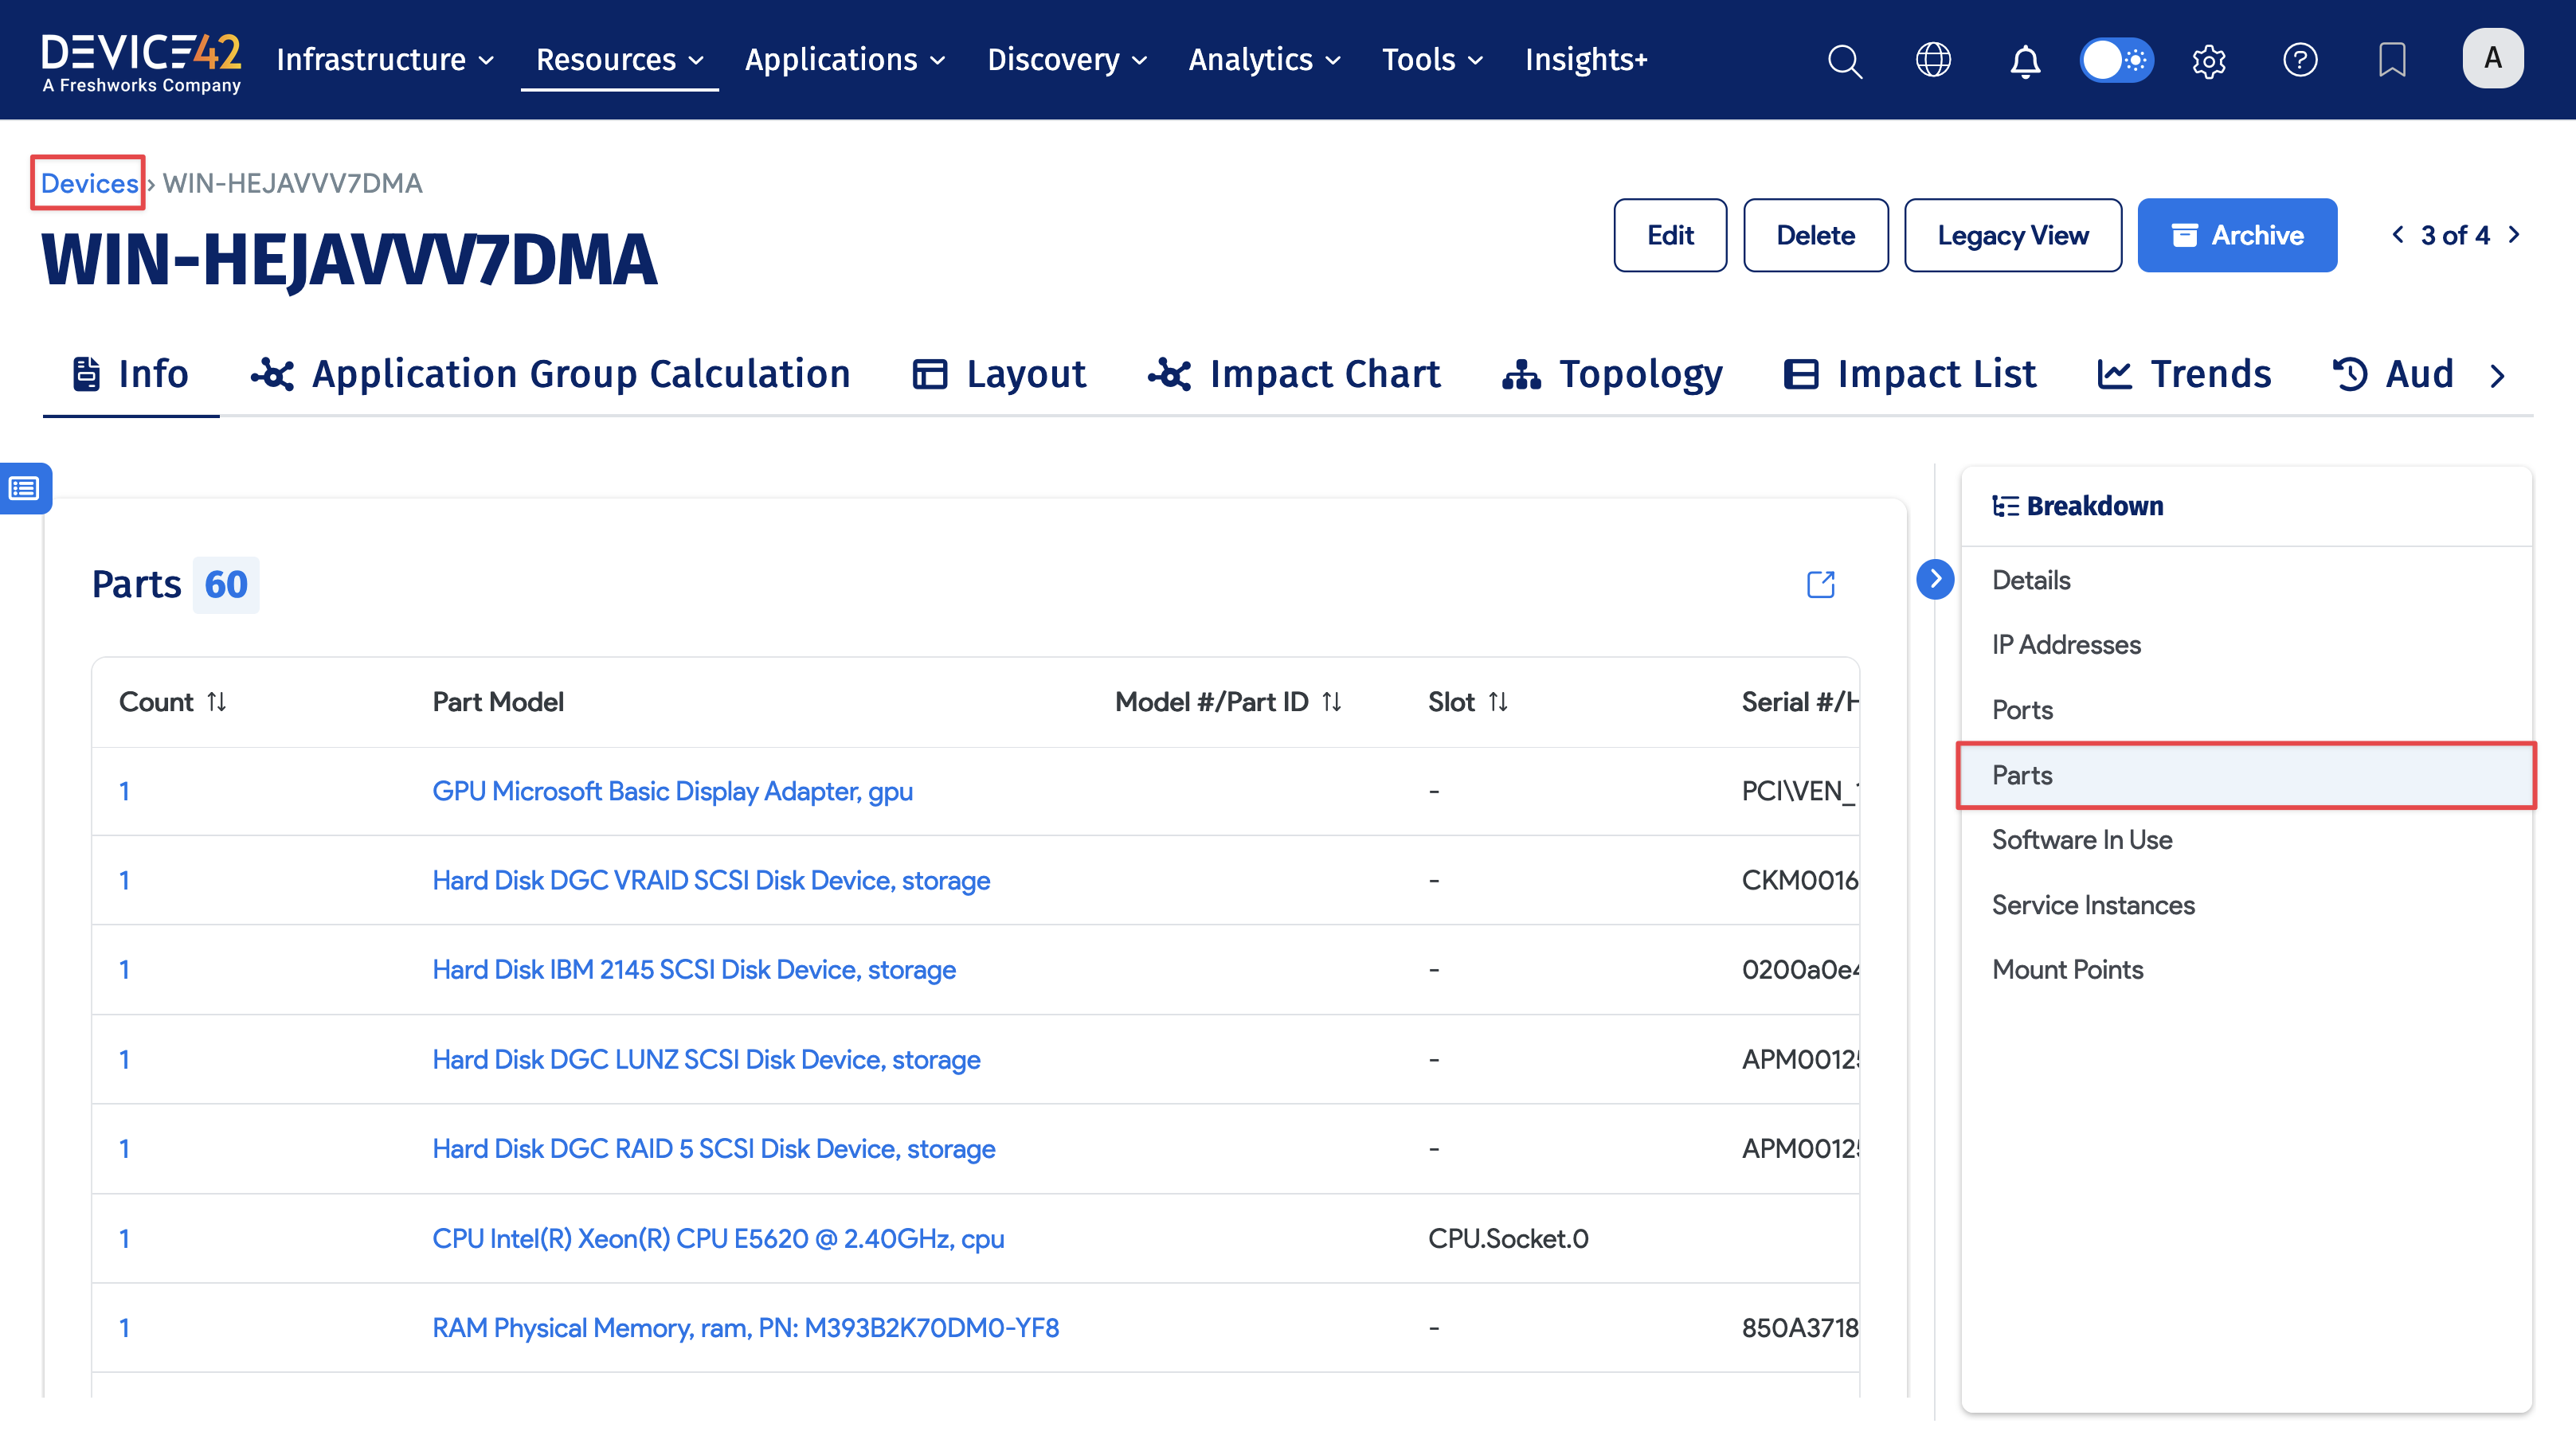 DEVICE42
A Freshworks Company
Infrastructure Resources Applications Discovery Analytics Tools Insights+
A
Devices › WIN-HEJAVVV7DMA
WIN-HEJAVVV7DMA
Edit Delete Legacy View Archive 3 of 4
Info Application Group Calculation Layout Impact Chart Topology Impact List Trends Aud
Parts 60
Count Part Model Model #/Part ID Slot Serial #/H
1 GPU Microsoft Basic Display Adapter, gpu - PCI\VEN_
1 Hard Disk DGC VRAID SCSI Disk Device, storage - CKM0016
1 Hard Disk IBM 2145 SCSI Disk Device, storage - 0200a0e4
1 Hard Disk DGC LUNZ SCSI Disk Device, storage - APM0012
1 Hard Disk DGC RAID 5 SCSI Disk Device, storage - APM0012
1 CPU Intel(R) Xeon(R) CPU E5620 @ 2.40GHz, cpu CPU.Socket.0
1 RAM Physical Memory, ram, PN: M393B2K70DM0-YF8 - 850A3718
Breakdown
Details
IP Addresses
Ports
Parts
Software In Use
Service Instances
Mount Points